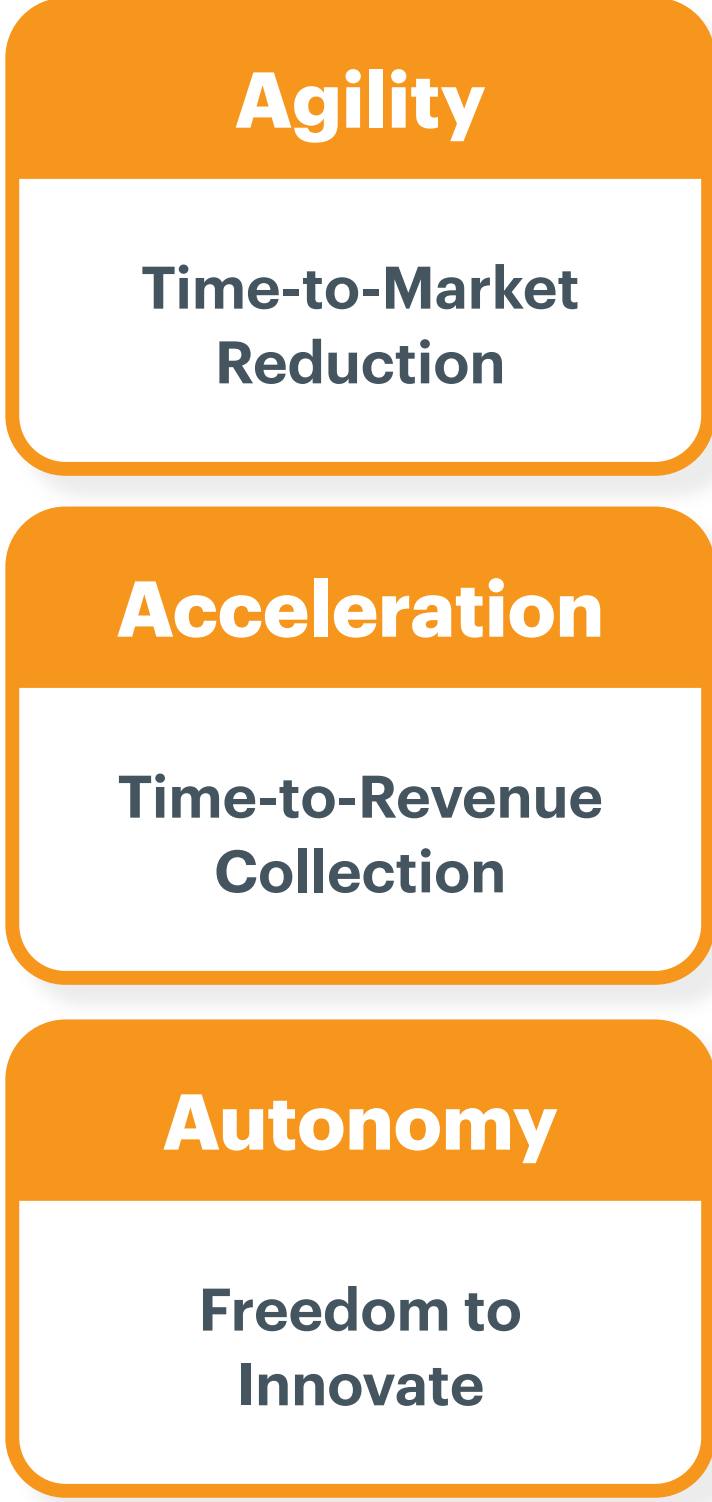 Agility
Time-to-Market
Reduction
Acceleration
Time-to-Revenue
Collection
Autonomy
Freedom to
Innovate